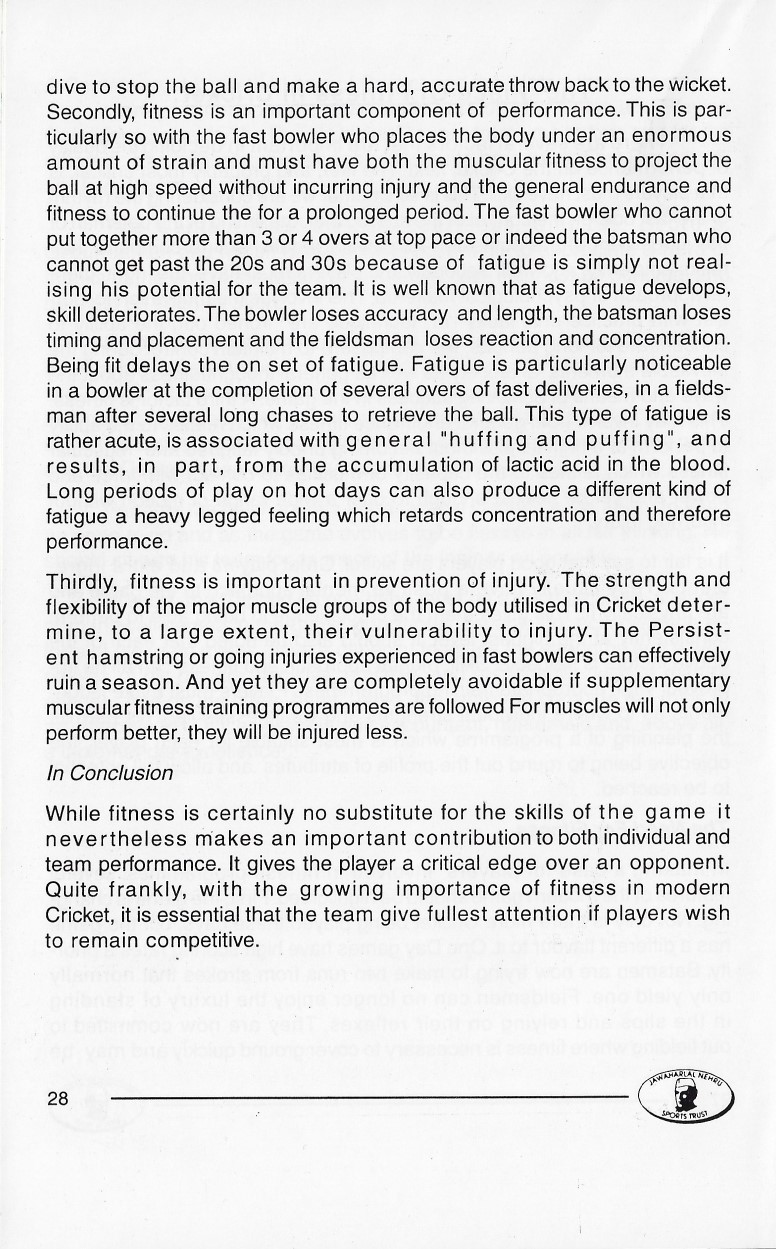 dive to stop the ball and make a hard, accurate throw back to the wicket.
Secondly, fitness is an important component of performance. This is par-
ticularly so with the fast bowler who places the body under an enormous
amount of strain and must have both the muscular fitness to project the
ball at high speed without incurring injury and the general endurance and
fitness to continue the for a prolonged period. The fast bowler who cannot
put together more than 3 or 4 overs at top pace or indeed the batsman who
cannot get past the 20s and 30s because of fatigue is simply not real-
ising his potential for the team. It is well known that as fatigue develops,
skill deteriorates. The bowler loses accuracy and length, the batsman loses
timing and placement and the fieldsman loses reaction and concentration.
Being fit delays the on set of fatigue. Fatigue is particularly noticeable
in a bowler at the completion of several overs of fast deliveries, in a fields-
man after several long chases to retrieve the ball. This type of fatigue is
rather acute, is associated with general "huffing and puffing", and
results, in part, from the accumulation of lactic acid in the blood.
Long periods of play on hot days can also produce a different kind of
fatigue a heavy legged feeling which retards concentration and therefore
performance.
Thirdly, fitness is important in prevention of injury. The strength and
flexibility of the major muscle groups of the body utilised in Cricket deter-
mine, to a large extent, their vulnerability to injury. The Persist-
ent hamstring or going injuries experienced in fast bowlers can effectively
ruin a season. And yet they are completely avoidable if supplementary
muscular fitness training programmes are followed For muscles will not only
perform better, they will be injured less.
In Conclusion
While fitness is certainly no substitute for the skills of the game it
nevertheless makes an important contribution to both individual and
team performance. It gives the player a critical edge over an opponent.
Quite frankly, with the growing importance of fitness in modern
Cricket, it is essential that the team give fullest attention if players wish
to remain competitive.
28
JAWAHARLAL NEHRU
SPORTS TRUST